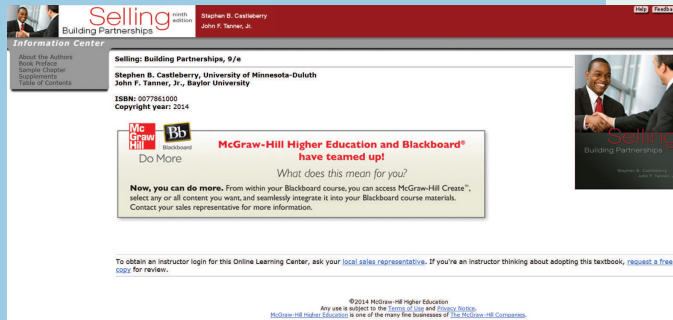 Selling ninth edition
Building Partnerships
Stephen B. Castleberry
John F. Tanner, Jr.
Help Feedba
Information Center
About the Authors
Book Preface
Sample Chapter
Supplements
Table of Contents
Selling: Building Partnerships, 9/e
Stephen B. Castleberry, University of Minnesota-Duluth
John F. Tanner, Jr., Baylor University
ISBN: 0077861000
Copyright year: 2014
Mc Graw Hill
Bb
Blackboard
Do More
McGraw-Hill Higher Education and Blackboard®
have teamed up!
What does this mean for you?
Now, you can do more. From within your Blackboard course, you can access McGraw-Hill Create™,
select any or all content you want, and seamlessly integrate it into your Blackboard course materials.
Contact your sales representative for more information.
Selling
Building Partnerships
Stephen B. Castleberry
John F. Tanner
To obtain an instructor login for this Online Learning Center, ask your local sales representative. If you're an instructor thinking about adopting this textbook, request a free
copy for review.
©2014 McGraw-Hill Higher Education
Any use is subject to the Terms of Use and Privacy Notice.
McGraw-Hill Higher Education is one of the many fine businesses of The McGraw-Hill Companies.